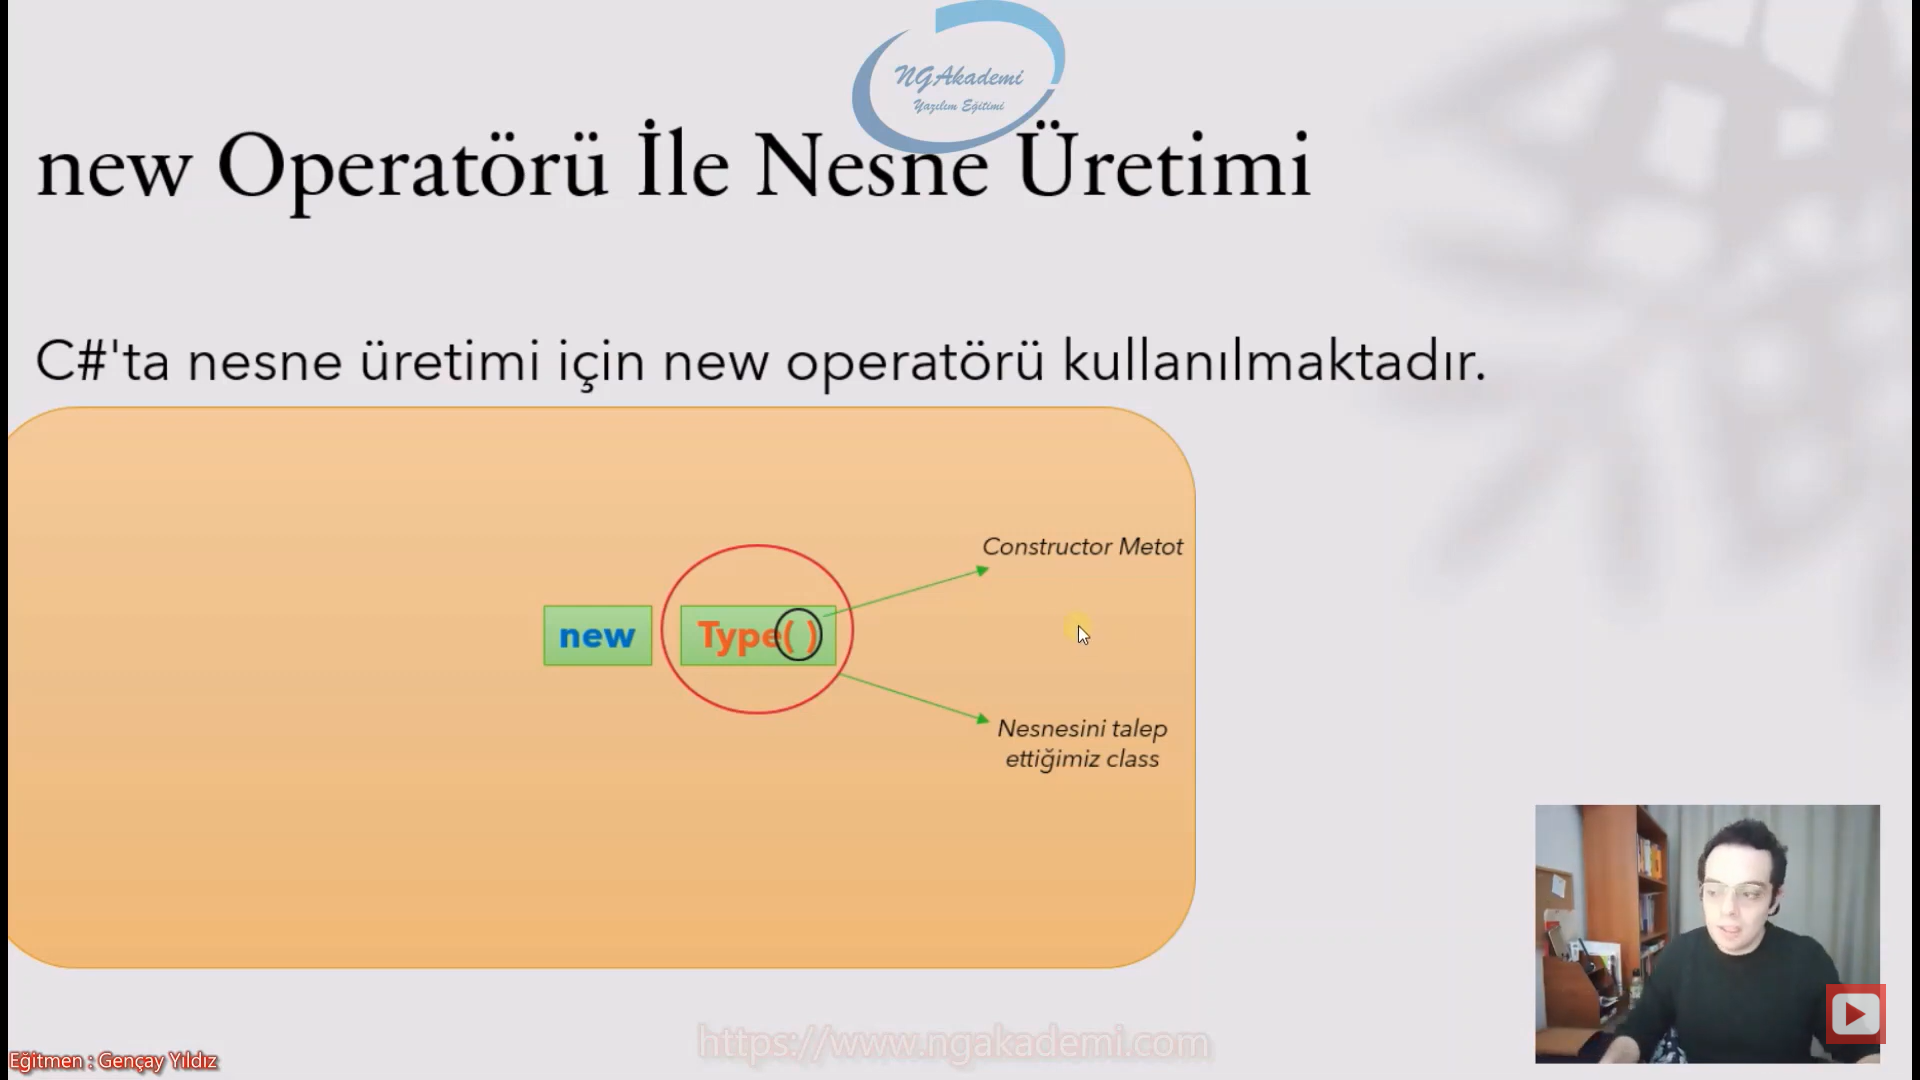 NGAkademi
Yazılım Eğitimi
new Operatörü İle Nesne Üretimi
C#'ta nesne üretimi için new operatörü kullanılmaktadır.
Constructor Metot
new Type( )
Nesnesini talep
ettiğimiz class
https://www.ngakademi.com
Eğitmen : Gençay Yıldız